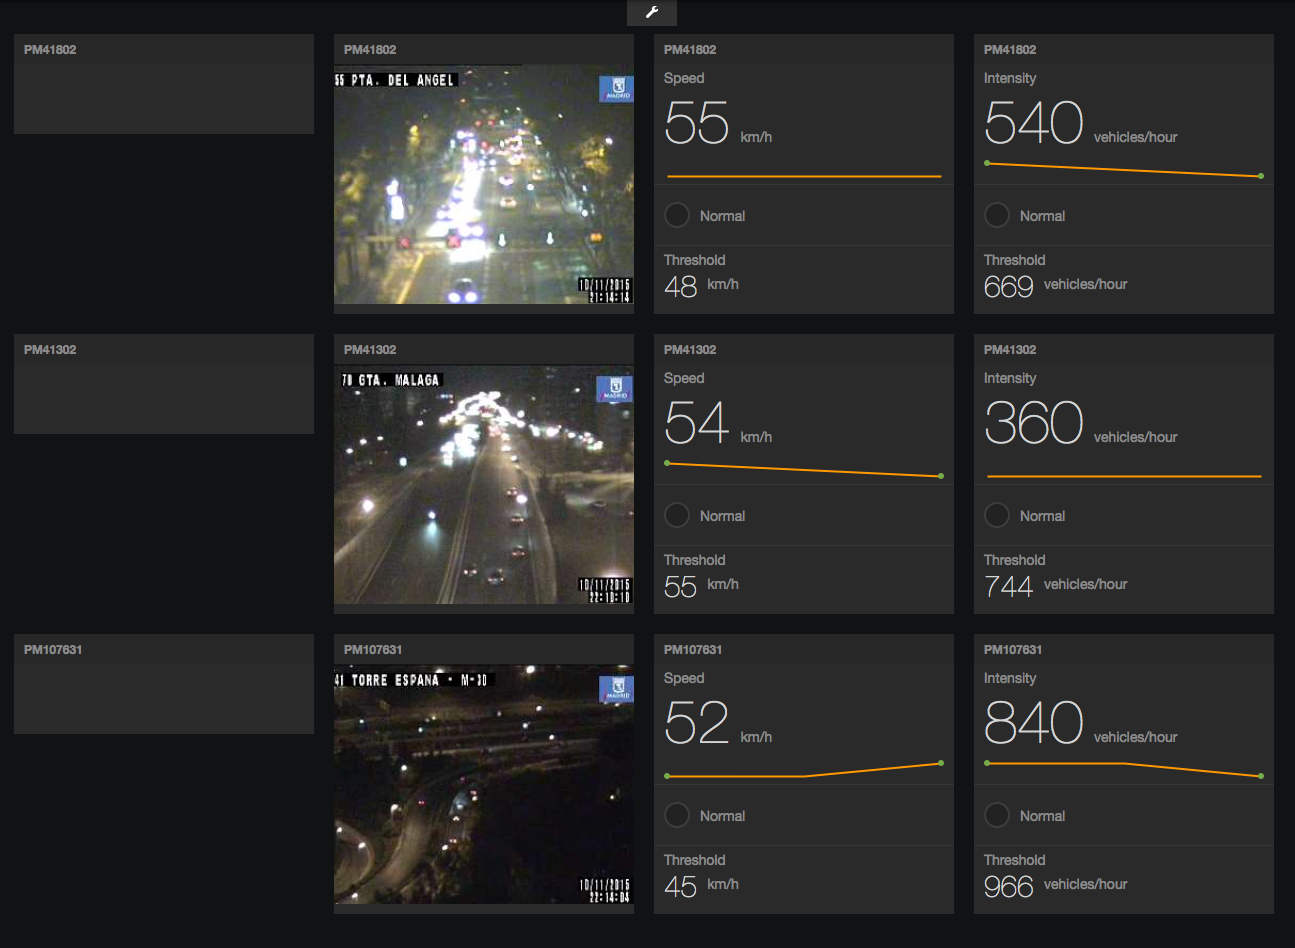 PM41802
PM41802
55 PTA. DEL ANGEL
MADRID
10/11/2015
21:14:14
PM41802
Speed
55 km/h
Normal
Threshold
48 km/h
PM41802
Intensity
540 vehicles/hour
Normal
Threshold
669 vehicles/hour
PM41302
PM41302
GTA. MALAGA
MADRID
10/11/2015
22:10:10
PM41302
Speed
54 km/h
Normal
Threshold
55 km/h
PM41302
Intensity
360 vehicles/hour
Normal
Threshold
744 vehicles/hour
PM107631
PM107631
41 TORRE ESPANA · M-30
MADRID
10/11/2015
22:14:04
PM107631
Speed
52 km/h
Normal
Threshold
45 km/h
PM107631
Intensity
840 vehicles/hour
Normal
Threshold
966 vehicles/hour